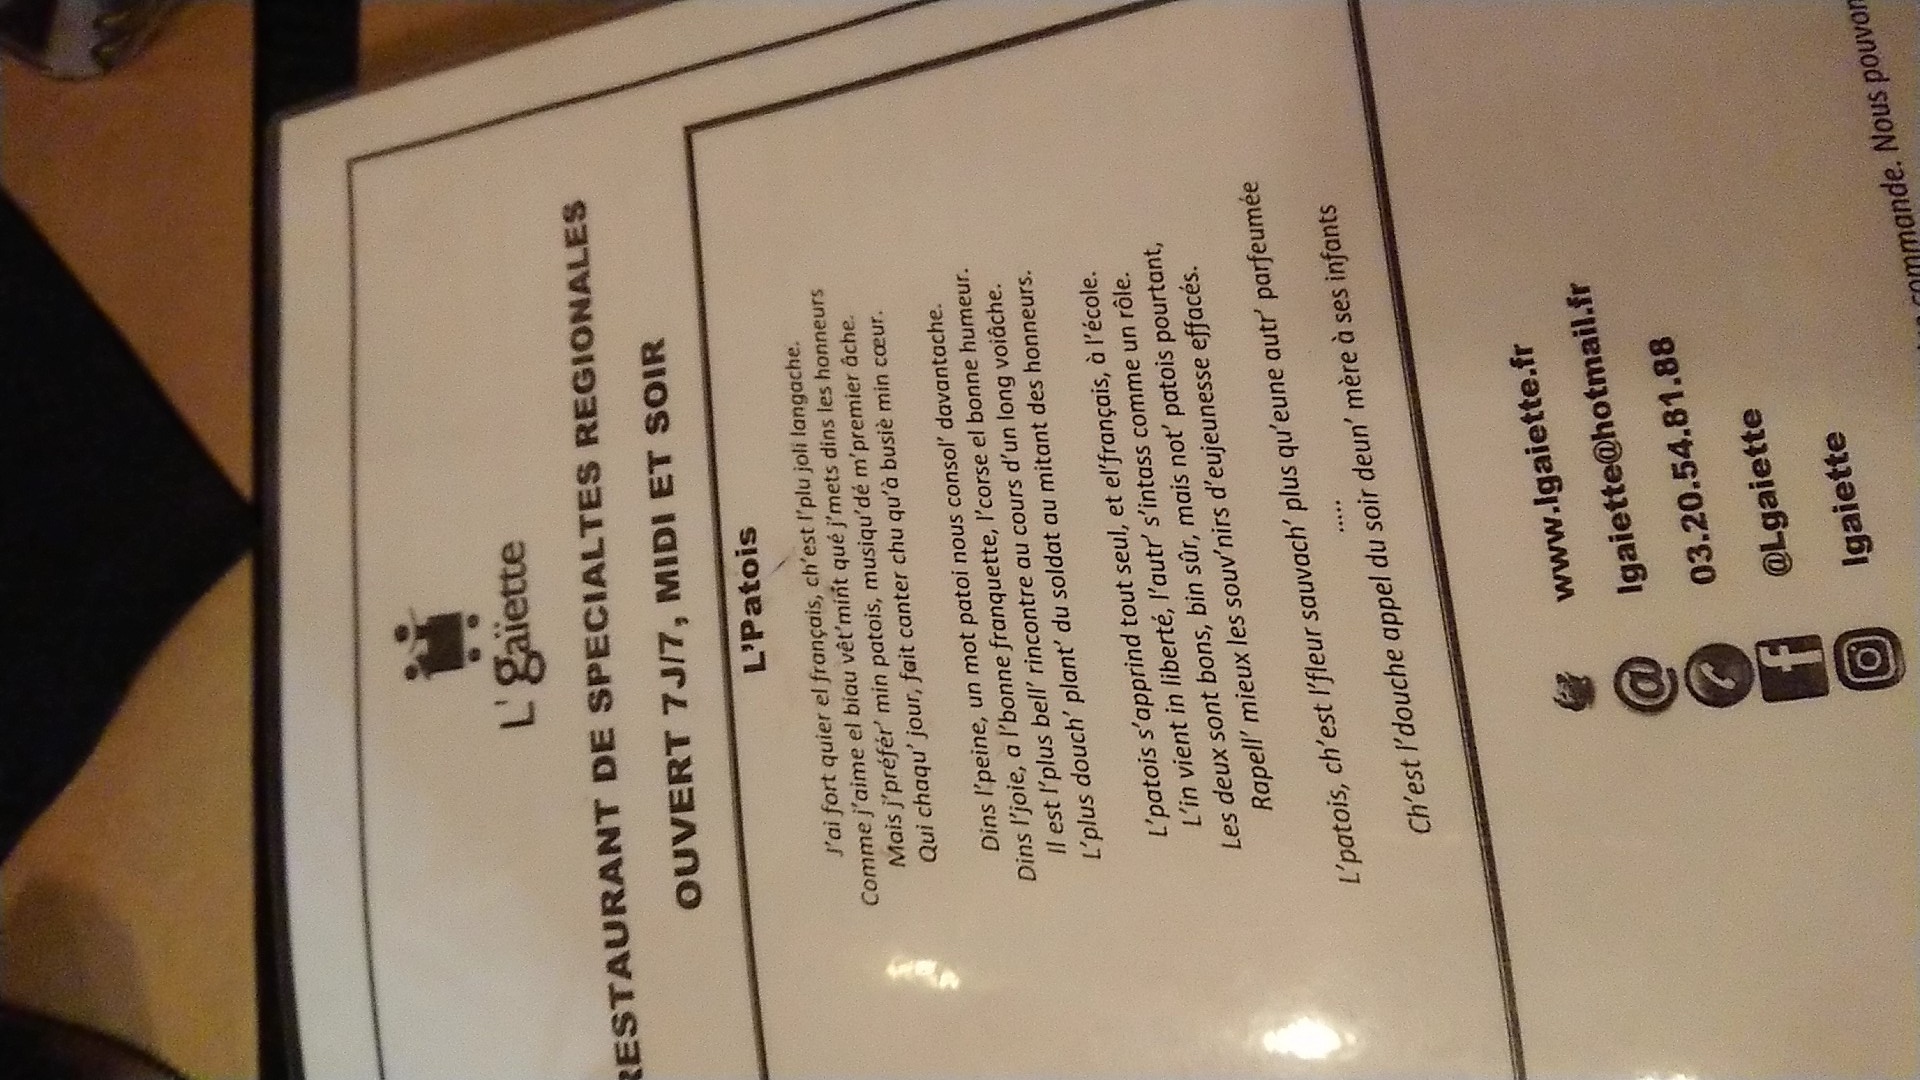 L' gaïette
RESTAURANT DE SPECIALTES REGIONALES
OUVERT 7J/7, MIDI ET SOIR
L'Patois
J'ai fort quier el français, ch'est l'plu joli langache.
Comme j'aime el biau vêt'mint qué j'mets dins les honneurs
Mais j'préfér' min patois, musiqu'dé m'premier âche.
Qui chaqu' jour, fait canter chu qu'à busiè min cœur.
Dins l'peine, un mot patoi nous consol' davantache.
Dins l'joie, a l'bonne franquette, l'corse el bonne humeur.
Il est l'plus bell' rincontre au cours d'un long voiâche.
L'plus douch' plant' du soldat au mitant des honneurs.
L'patois s'apprind tout seul, et el'français, à l'école.
L'in vient in liberté, l'autr' s'intass comme un rôle.
Les deux sont bons, bin sûr, mais not' patois pourtant,
Rapell' mieux les souv'nirs d'eujeunesse effacés.
L'patois, ch'est l'fleur sauvach' plus qu'eune autr' parfeumée
.....
Ch'est l'douche appel du soir deun' mère à ses infants
www.lgaiette.fr
lgaiette@hotmail.fr
03.20.54.81.88
@Lgaiette
lgaiette
commande. Nous pouvon